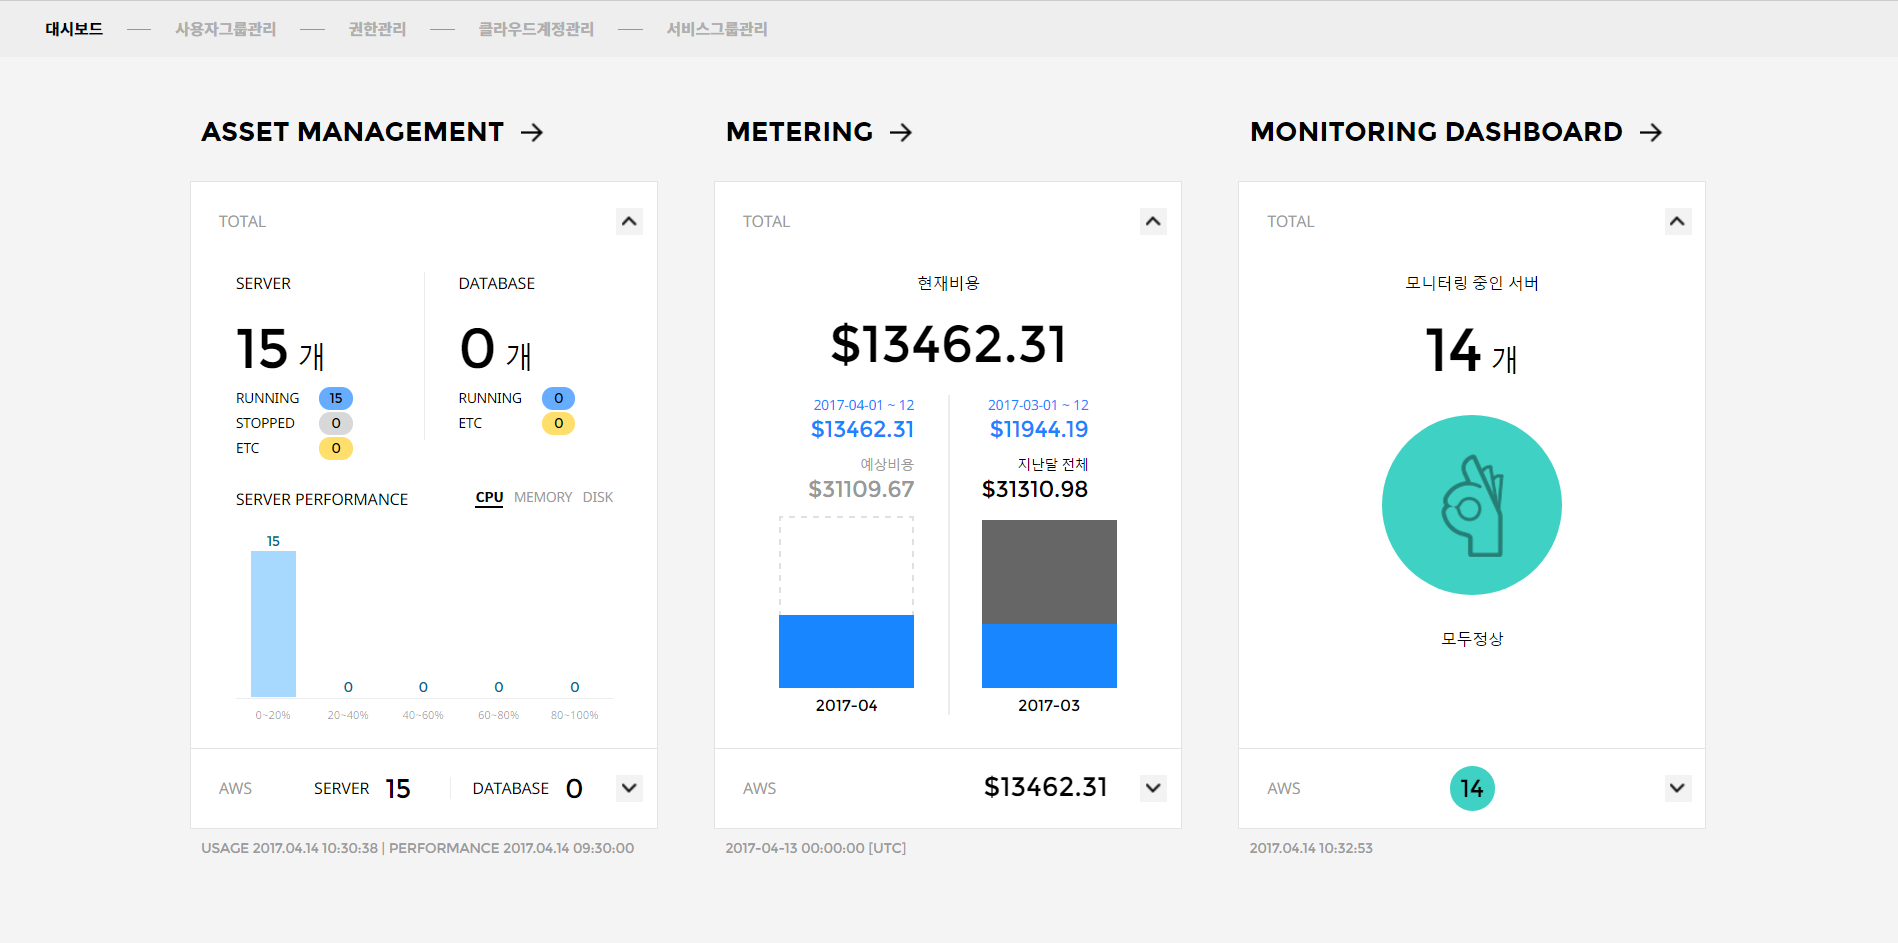 대시보드 사용자그룹관리 권한관리 클라우드계정관리 서비스그룹관리
ASSET MANAGEMENT
TOTAL
SERVER
15 개
RUNNING 15
STOPPED 0
ETC 0
DATABASE
0 개
RUNNING 0
ETC 0
SERVER PERFORMANCE
CPU MEMORY DISK
15 0 0 0 0
0~20% 20~40% 40~60% 60~80% 80~100%
AWS SERVER 15 DATABASE 0
USAGE 2017.04.14 10:30:38 | PERFORMANCE 2017.04.14 09:30:00
METERING
TOTAL
현재비용
$13462.31
2017-04-01 ~ 12
$13462.31
예상비용
$31109.67
2017-04
2017-03-01 ~ 12
$11944.19
지난달 전체
$31310.98
2017-03
AWS $13462.31
2017-04-13 00:00:00 [UTC]
MONITORING DASHBOARD
TOTAL
모니터링 중인 서버
14 개
모두정상
AWS 14
2017.04.14 10:32:53